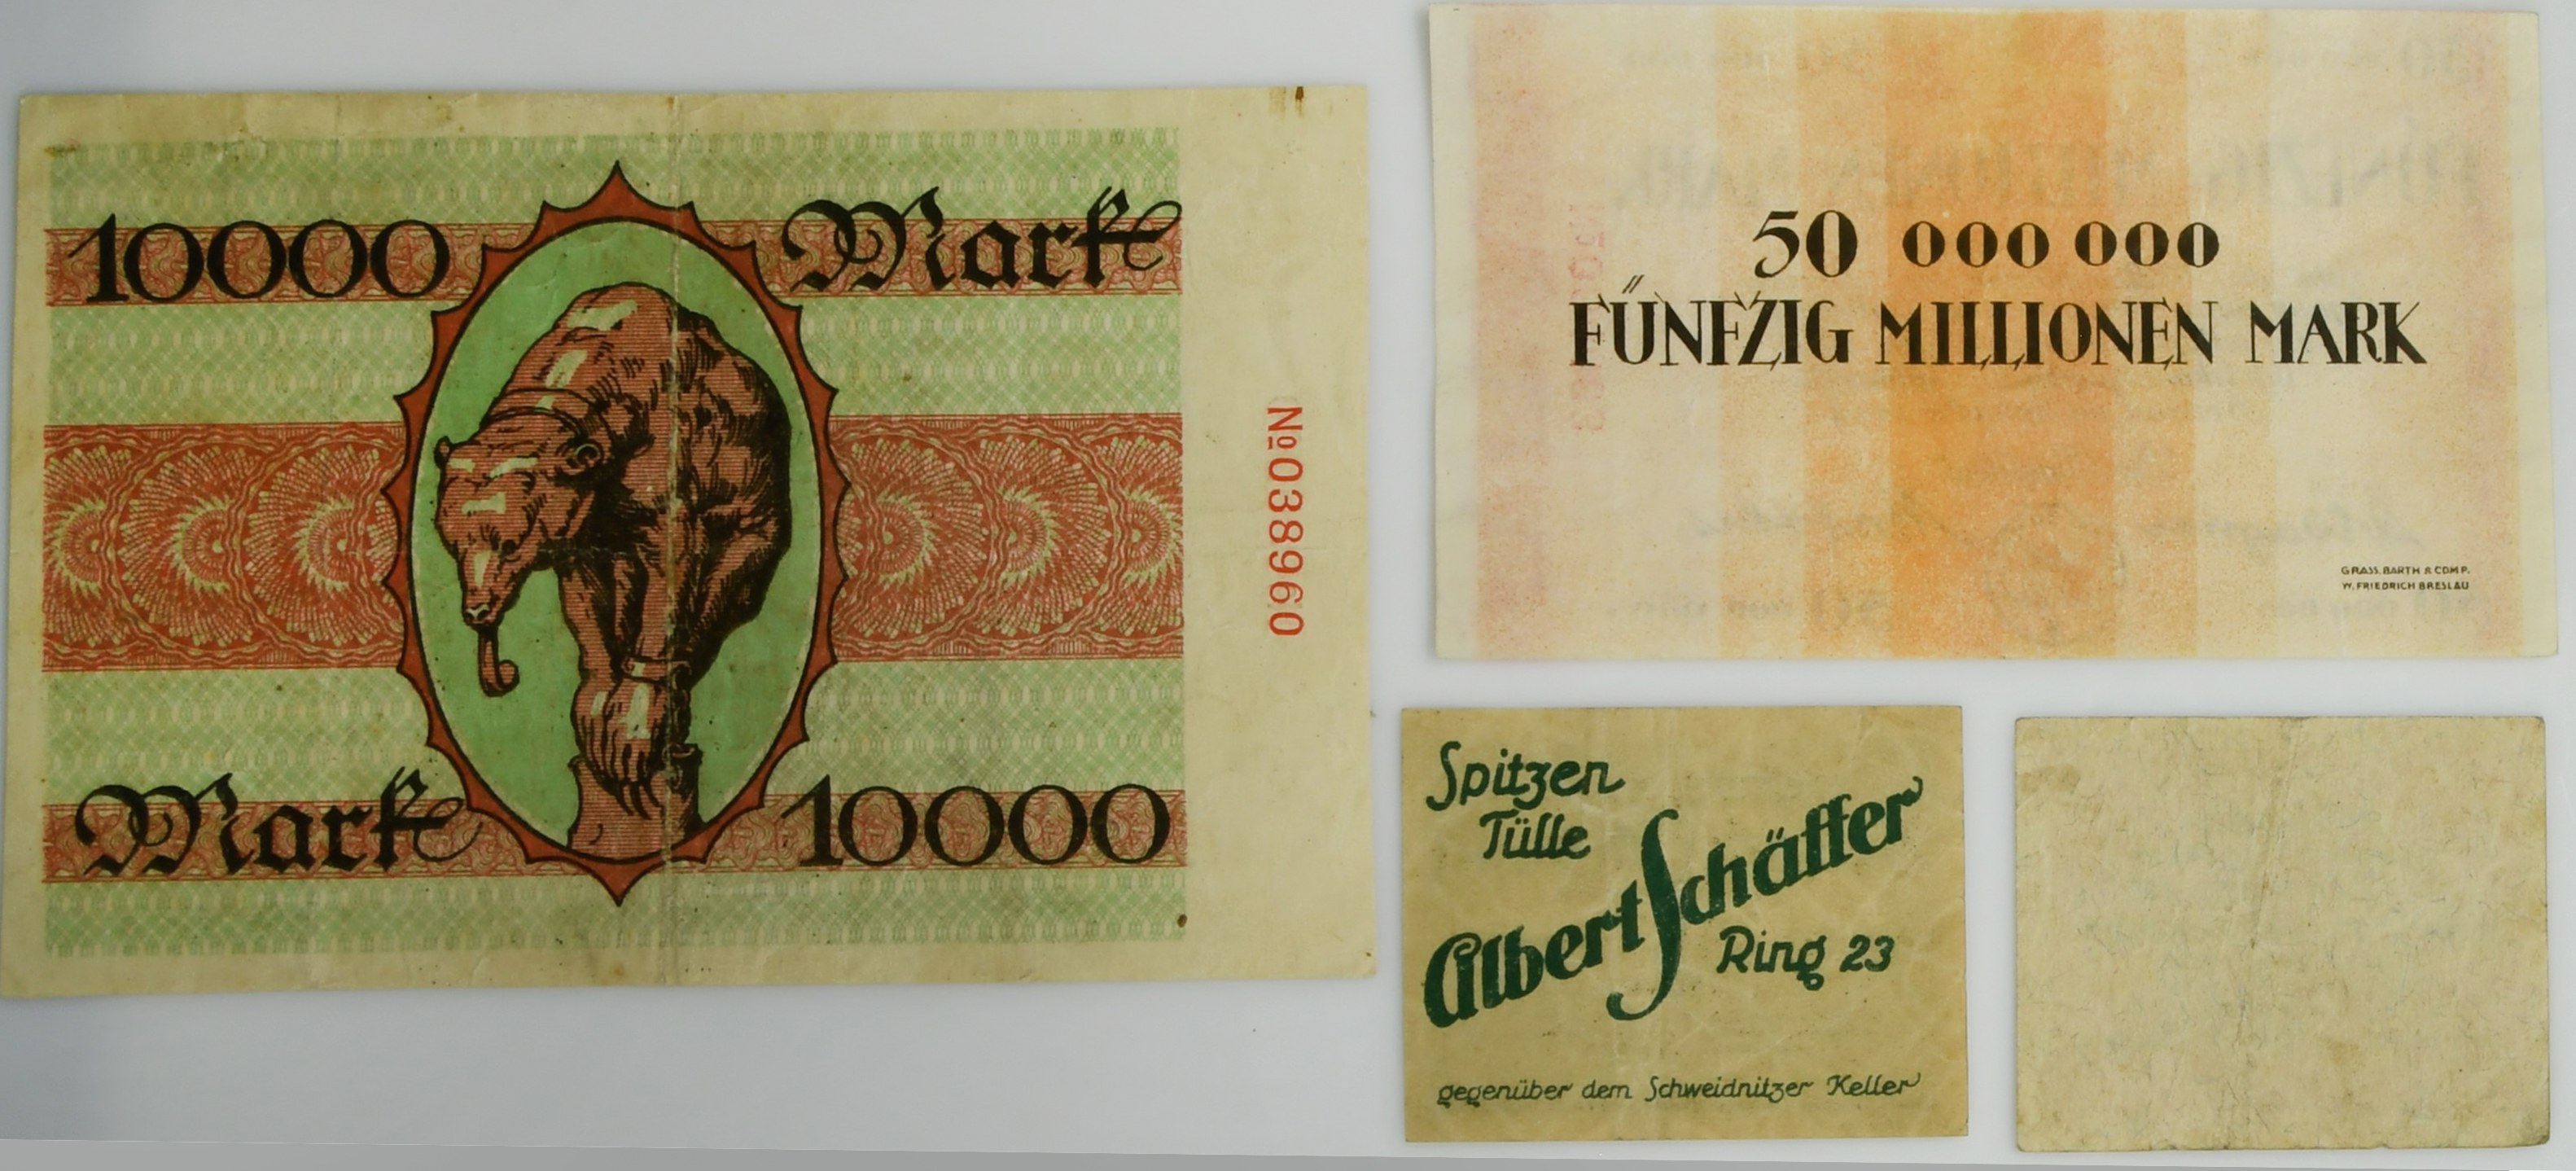 10000 Mark
№038960
Mark 10000
50 000 000
FÜNFZIG MILLIONEN MARK
GRASS, BARTH & COMP.
W. FRIEDRICH BRESLAU
Spitzen
Tülle
Albert Schäffer
Ring 23
gegenüber dem Schweidnitzer Keller